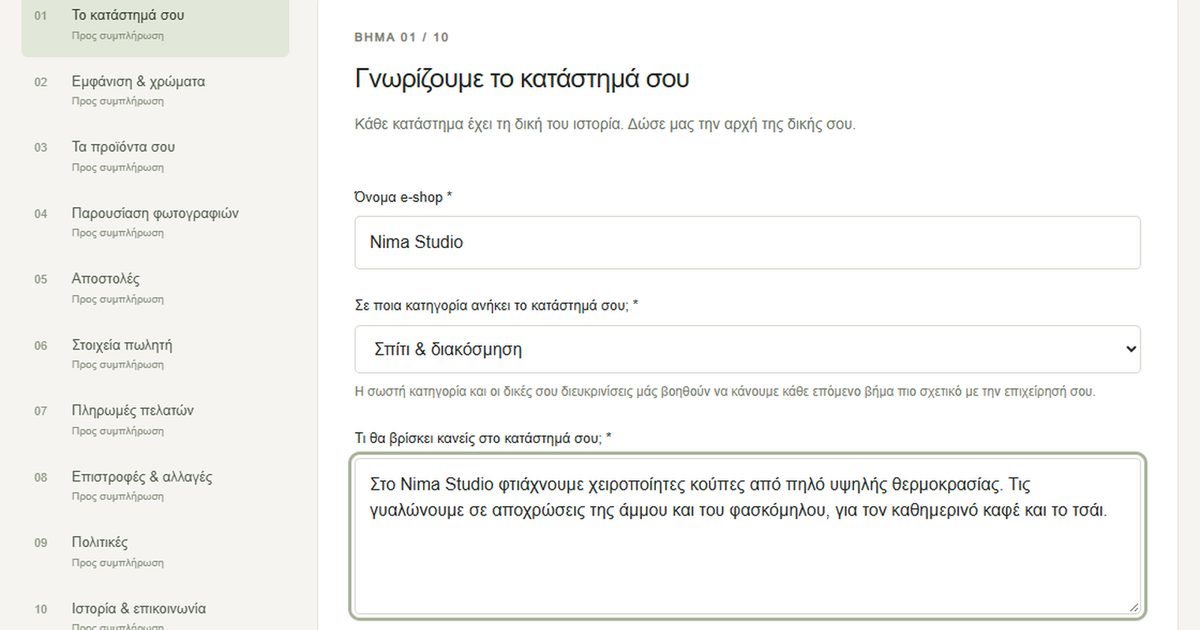 01 Το κατάστημά σου
Προς συμπλήρωση
02 Εμφάνιση & χρώματα
Προς συμπλήρωση
03 Τα προϊόντα σου
Προς συμπλήρωση
04 Παρουσίαση φωτογραφιών
Προς συμπλήρωση
05 Αποστολές
Προς συμπλήρωση
06 Στοιχεία πωλητή
Προς συμπλήρωση
07 Πληρωμές πελατών
Προς συμπλήρωση
08 Επιστροφές & αλλαγές
Προς συμπλήρωση
09 Πολιτικές
Προς συμπλήρωση
10 Ιστορία & επικοινωνία
Προς συμπλήρωση
ΒΗΜΑ 01 / 10
Γνωρίζουμε το κατάστημά σου
Κάθε κατάστημα έχει τη δική του ιστορία. Δώσε μας την αρχή της δικής σου.
Όνομα e-shop *
Nima Studio
Σε ποια κατηγορία ανήκει το κατάστημά σου; *
Σπίτι & διακόσμηση
Η σωστή κατηγορία και οι δικές σου διευκρινίσεις μάς βοηθούν να κάνουμε κάθε επόμενο βήμα πιο σχετικό με την επιχείρησή σου.
Τι θα βρίσκει κανείς στο κατάστημά σου; *
Στο Nima Studio φτιάχνουμε χειροποίητες κούπες από πηλό υψηλής θερμοκρασίας. Τις
γυαλώνουμε σε αποχρώσεις της άμμου και του φασκόμηλου, για τον καθημερινό καφέ και το τσάι.